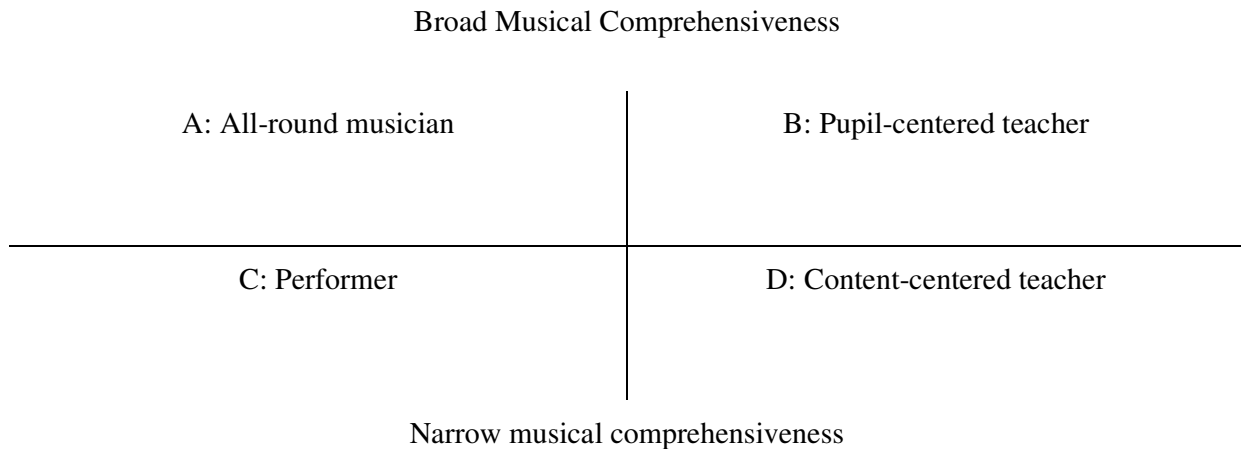 Broad Musical Comprehensiveness
A: All-round musician
B: Pupil-centered teacher
C: Performer
D: Content-centered teacher
Narrow musical comprehensiveness